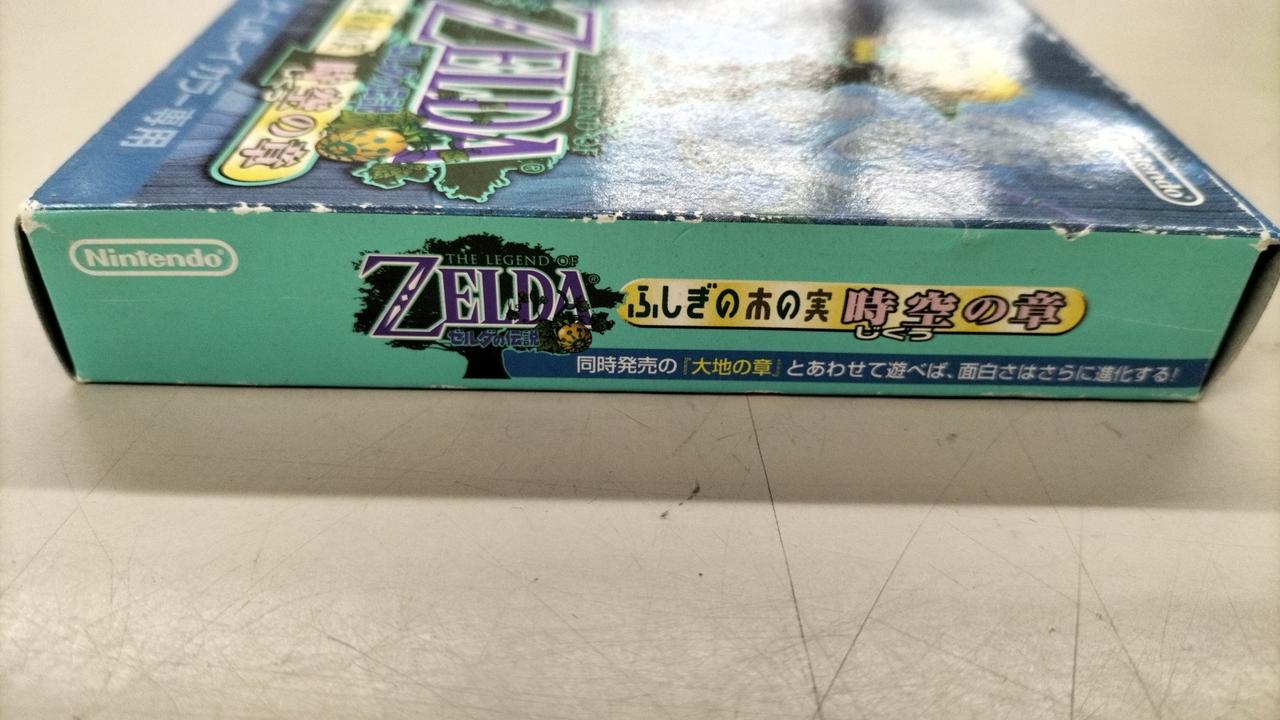 ゲームボーイカラー専用
THE LEGEND OF
ZELDA
時空の章
Nintendo
Nintendo
THE LEGEND OF
ZELDA
ゼルダの伝説
ふしぎの木の実 時空の章
じくう
同時発売の『大地の章』とあわせて遊べば、面白さはさらに進化する!